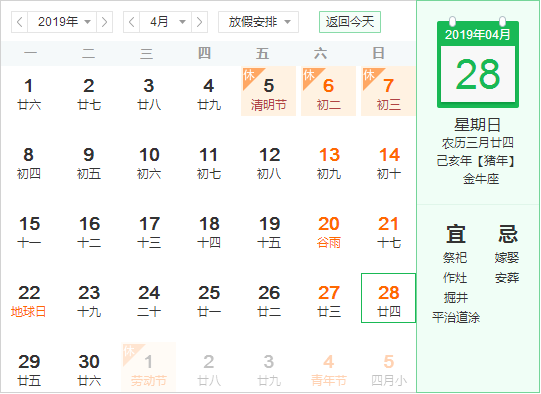 2019年 4月 放假安排 返回今天
一 二 三 四 五 六 日
1 2 3 4 休 5 休 6 休 7
廿六 廿七 廿八 廿九 清明节 初二 初三
8 9 10 11 12 13 14
初四 初五 初六 初七 初八 初九 初十
15 16 17 18 19 20 21
十一 十二 十三 十四 十五 谷雨 十七
22 23 24 25 26 27 28
地球日 十九 二十 廿一 廿二 廿三 廿四
29 30 休 1 2 3 4 5
廿五 廿六 劳动节 廿八 廿九 青年节 四月小
2019年04月
28
星期日
农历三月廿四
己亥年【猪年】
金牛座
宜 忌
祭祀 嫁娶
作灶 安葬
掘井
平治道涂